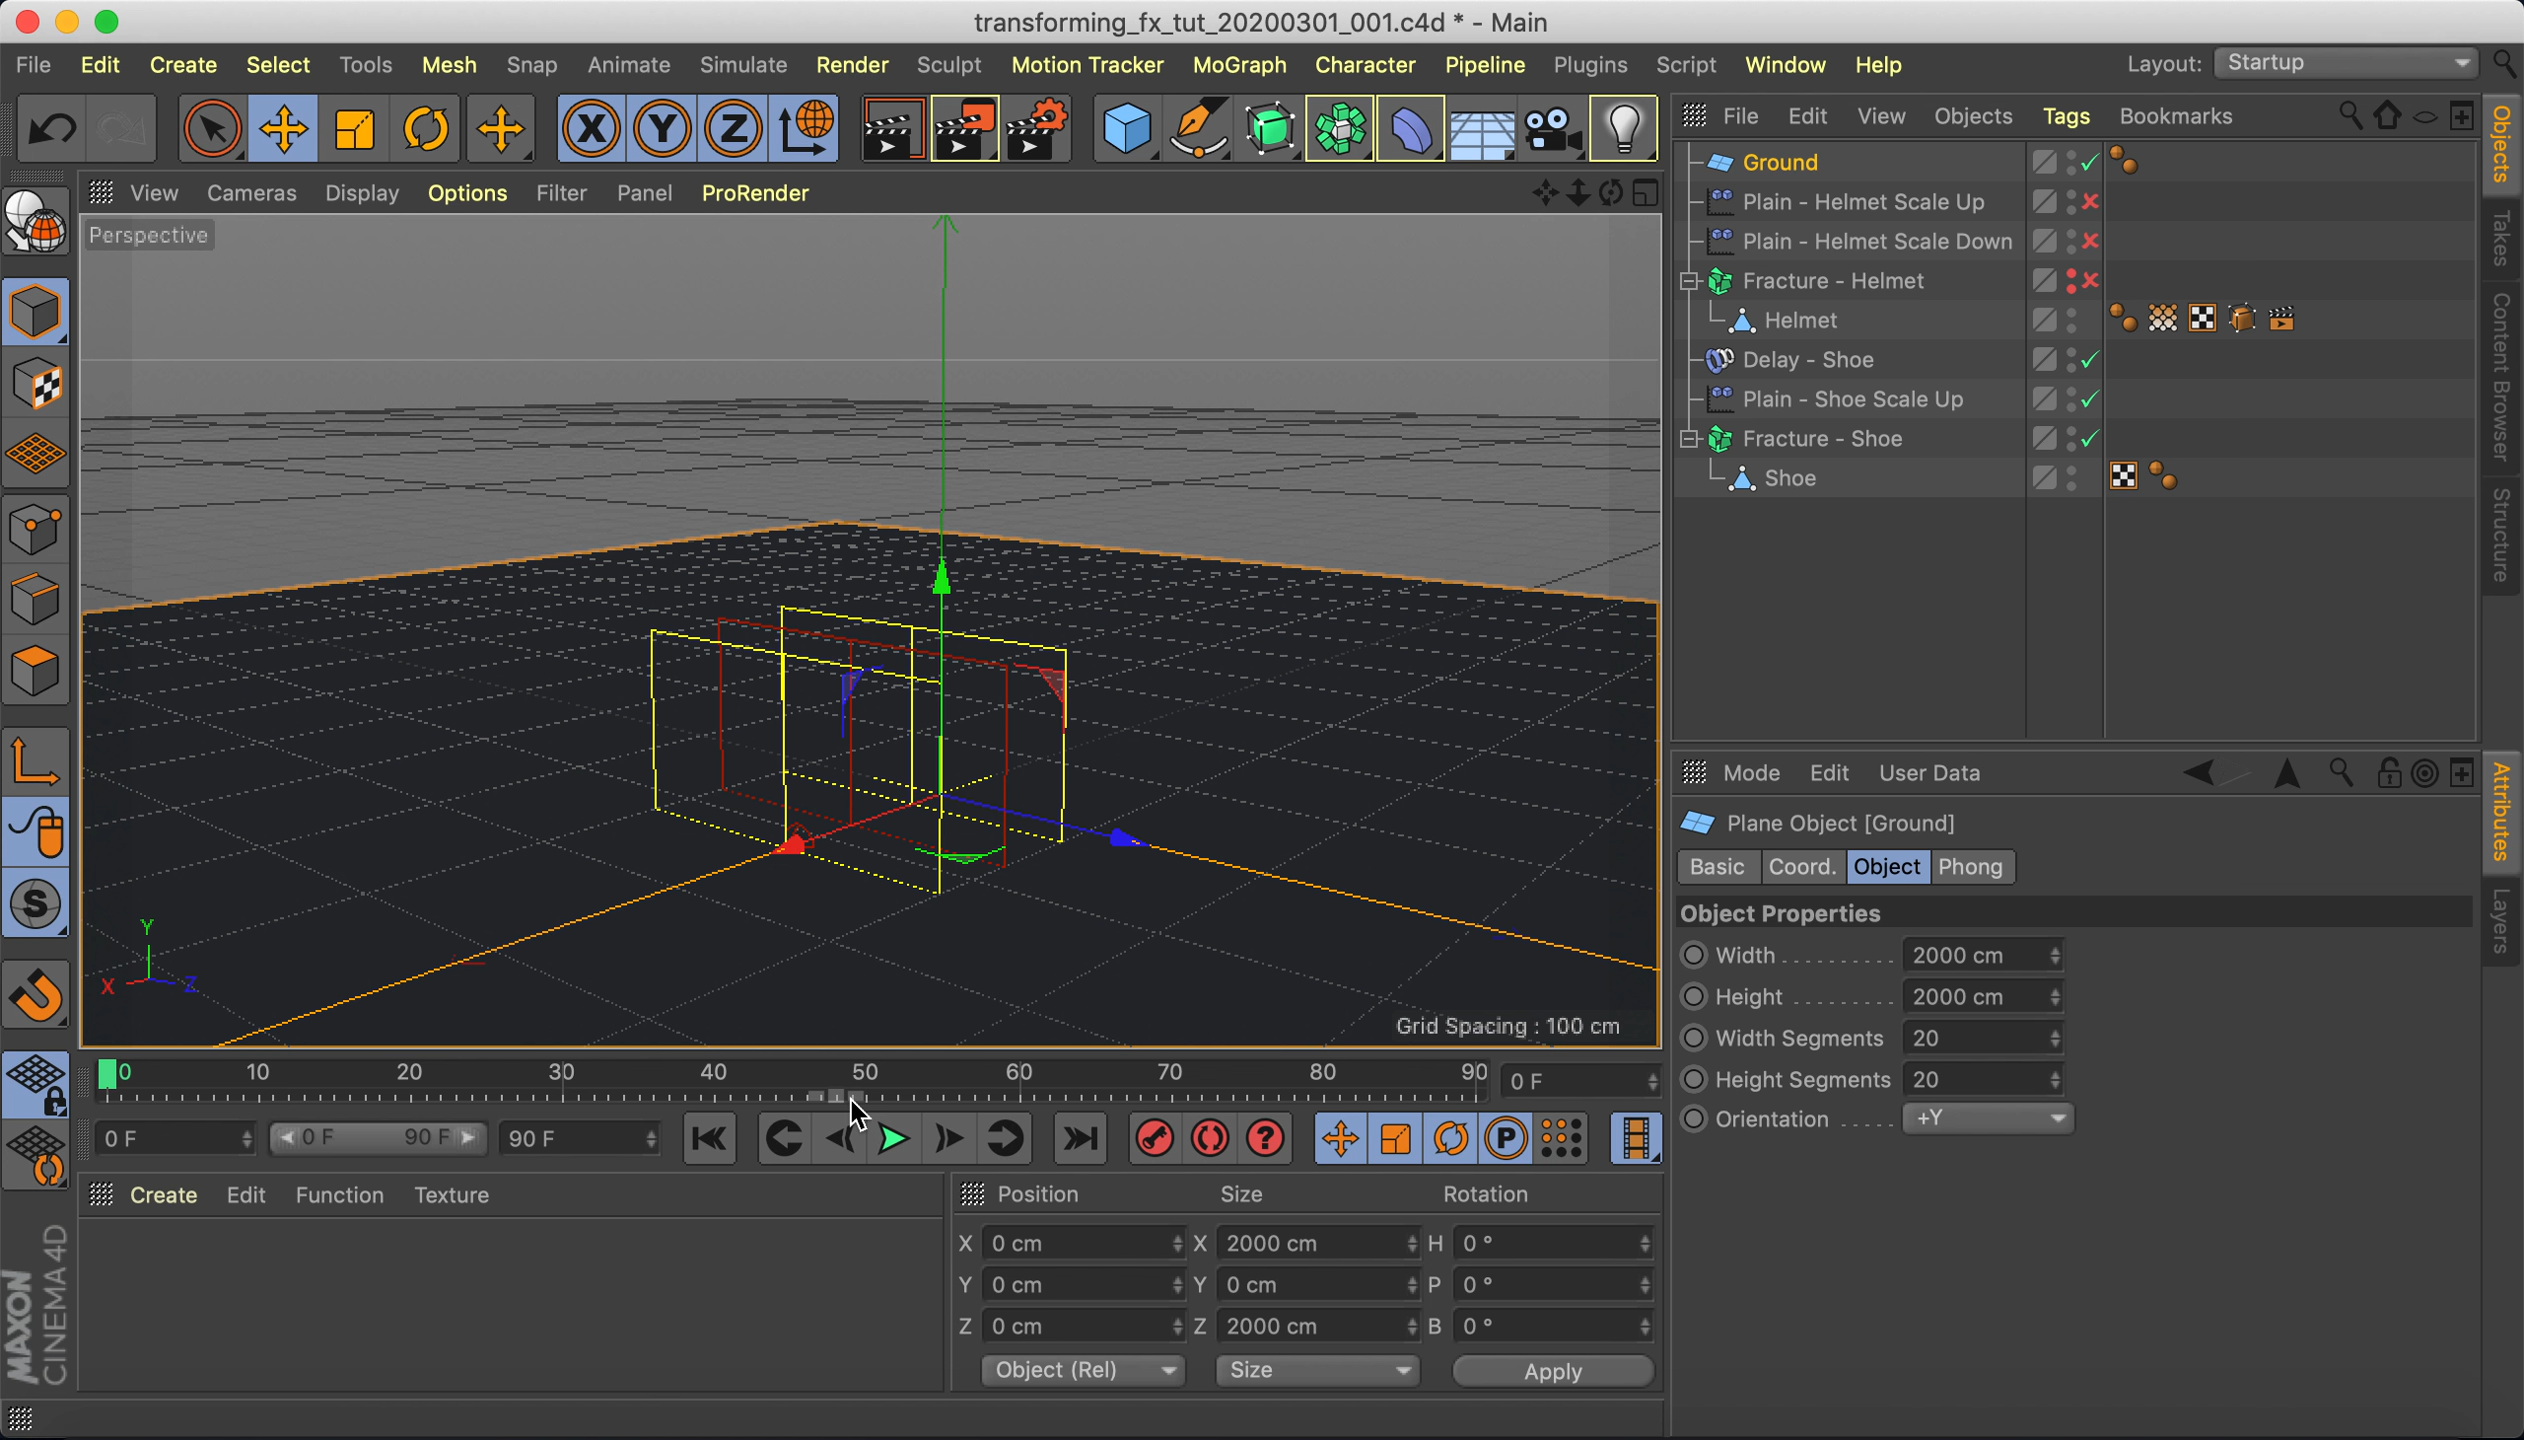 transforming_fx_tut_20200301_001.c4d * - Main
File Edit Create Select Tools Mesh Snap Animate Simulate Render Sculpt Motion Tracker MoGraph Character Pipeline Plugins Script Window Help Layout: Startup
X Y Z
File Edit View Objects Tags Bookmarks
View Cameras Display Options Filter Panel ProRender
Perspective
Ground
Plain - Helmet Scale Up
Plain - Helmet Scale Down
Fracture - Helmet
Helmet
Delay - Shoe
Plain - Shoe Scale Up
Fracture - Shoe
Shoe
Objects
Takes
Content Browser
Structure
Y
X Z
Grid Spacing : 100 cm
Mode Edit User Data
Plane Object [Ground]
Basic Coord. Object Phong
Object Properties
Width 2000 cm
Height 2000 cm
Width Segments 20
Height Segments 20
Orientation +Y
Attributes
Layers
S
0 10 20 30 40 50 60 70 80 90 0 F
0 F 0 F 90 F 90 F
? P
Create Edit Function Texture
Position Size Rotation
X 0 cm X 2000 cm H 0 °
Y 0 cm Y 0 cm P 0 °
Z 0 cm Z 2000 cm B 0 °
Object (Rel) Size Apply
MAXON
CINEMA 4D